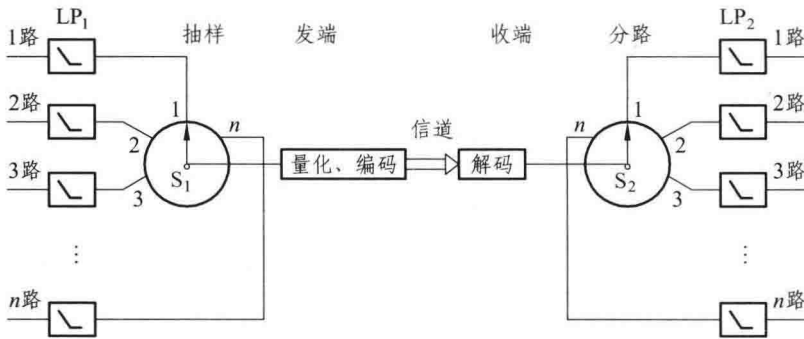 LP₁ 抽样 发端 收端 分路 LP₂
1路 1路
1 1
2路 n 信道 n 2路
2 2
3路 S₁ 量化、编码 解码 S₂ 3路
3 3
⋮ ⋮
n路 n路